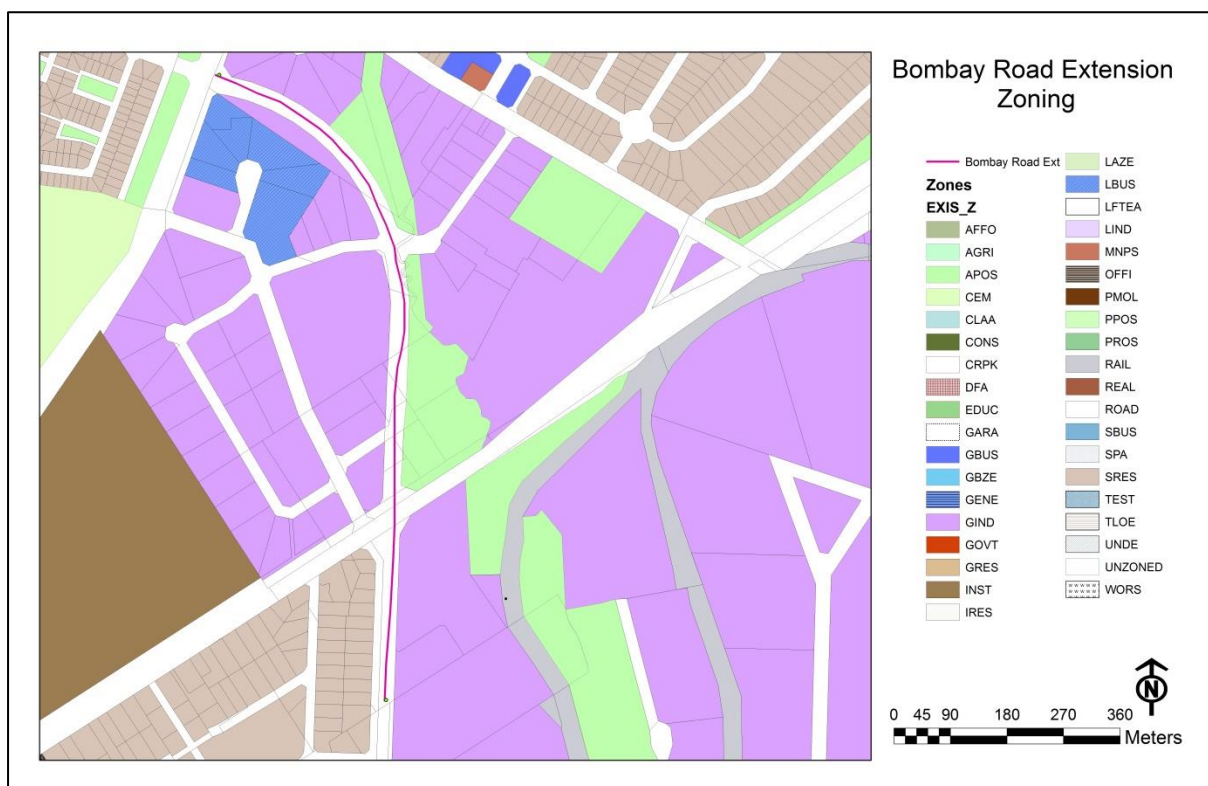 Bombay Road Extension
Zoning
Bombay Road Ext
Zones
EXIS_Z
AFFO
AGRI
APOS
CEM
CLAA
CONS
CRPK
DFA
EDUC
GARA
GBUS
GBZE
GENE
GIND
GOVT
GRES
INST
IRES
LAZE
LBUS
LFTEA
LIND
MNPS
OFFI
PMOL
PPOS
PROS
RAIL
REAL
ROAD
SBUS
SPA
SRES
TEST
TLOE
UNDE
UNZONED
WORS
N
0 45 90 180 270 360
Meters